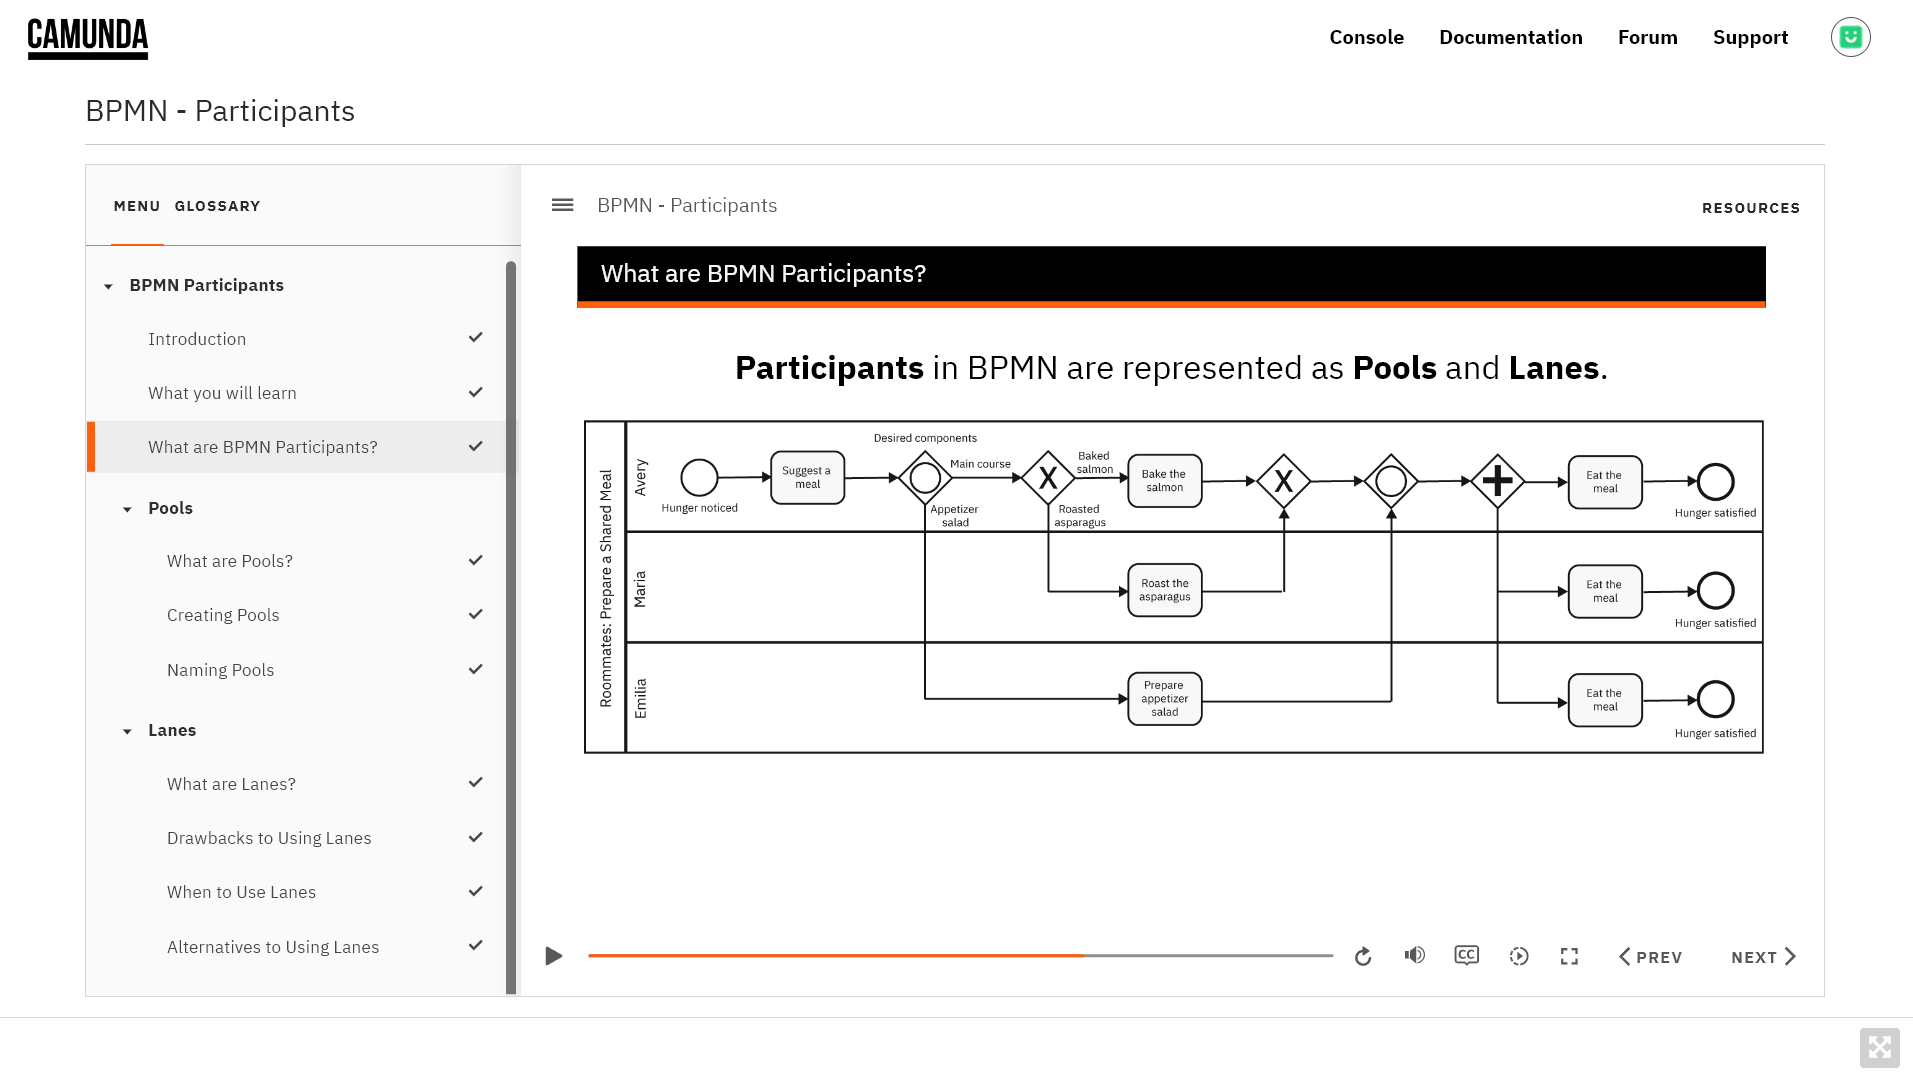 CAMUNDA
Console Documentation Forum Support
BPMN - Participants
MENU GLOSSARY
BPMN Participants
Introduction
What you will learn
What are BPMN Participants?
Pools
What are Pools?
Creating Pools
Naming Pools
Lanes
What are Lanes?
Drawbacks to Using Lanes
When to Use Lanes
Alternatives to Using Lanes
BPMN - Participants
RESOURCES
What are BPMN Participants?
Participants in BPMN are represented as Pools and Lanes.
Roommates: Prepare a Shared Meal
Avery
Hunger noticed
Suggest a
meal
Desired components
Main course
Appetizer
salad
X
Baked
salmon
Roasted
asparagus
Bake the
salmon
X
Eat the
meal
Hunger satisfied
Maria
Roast the
asparagus
Eat the
meal
Hunger satisfied
Emilia
Prepare
appetizer
salad
Eat the
meal
Hunger satisfied
CC
PREV
NEXT